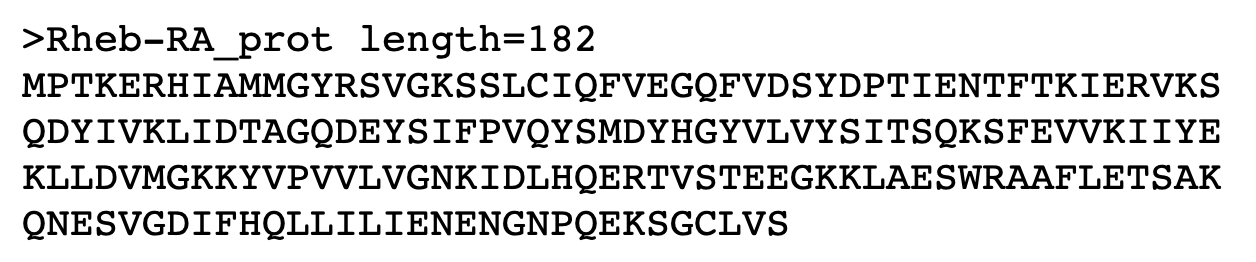 >Rheb-RA_prot length=182
MPTKERHIAMMGYRSVGKSSLCIQFVEGQFVDSYDPTIENTFTKIERVKS
QDYIVKLIDTAGQDEYSIFPVQYSMDYHGYVLVYSITSQKSFEVVKIIYE
KLLDVMGKKYVPVVLVGNKIDLHQERTVSTEEGKKLAESWRAAFLETSAK
QNESVGDIFHQLLILIENENGNPQEKSGCLVS